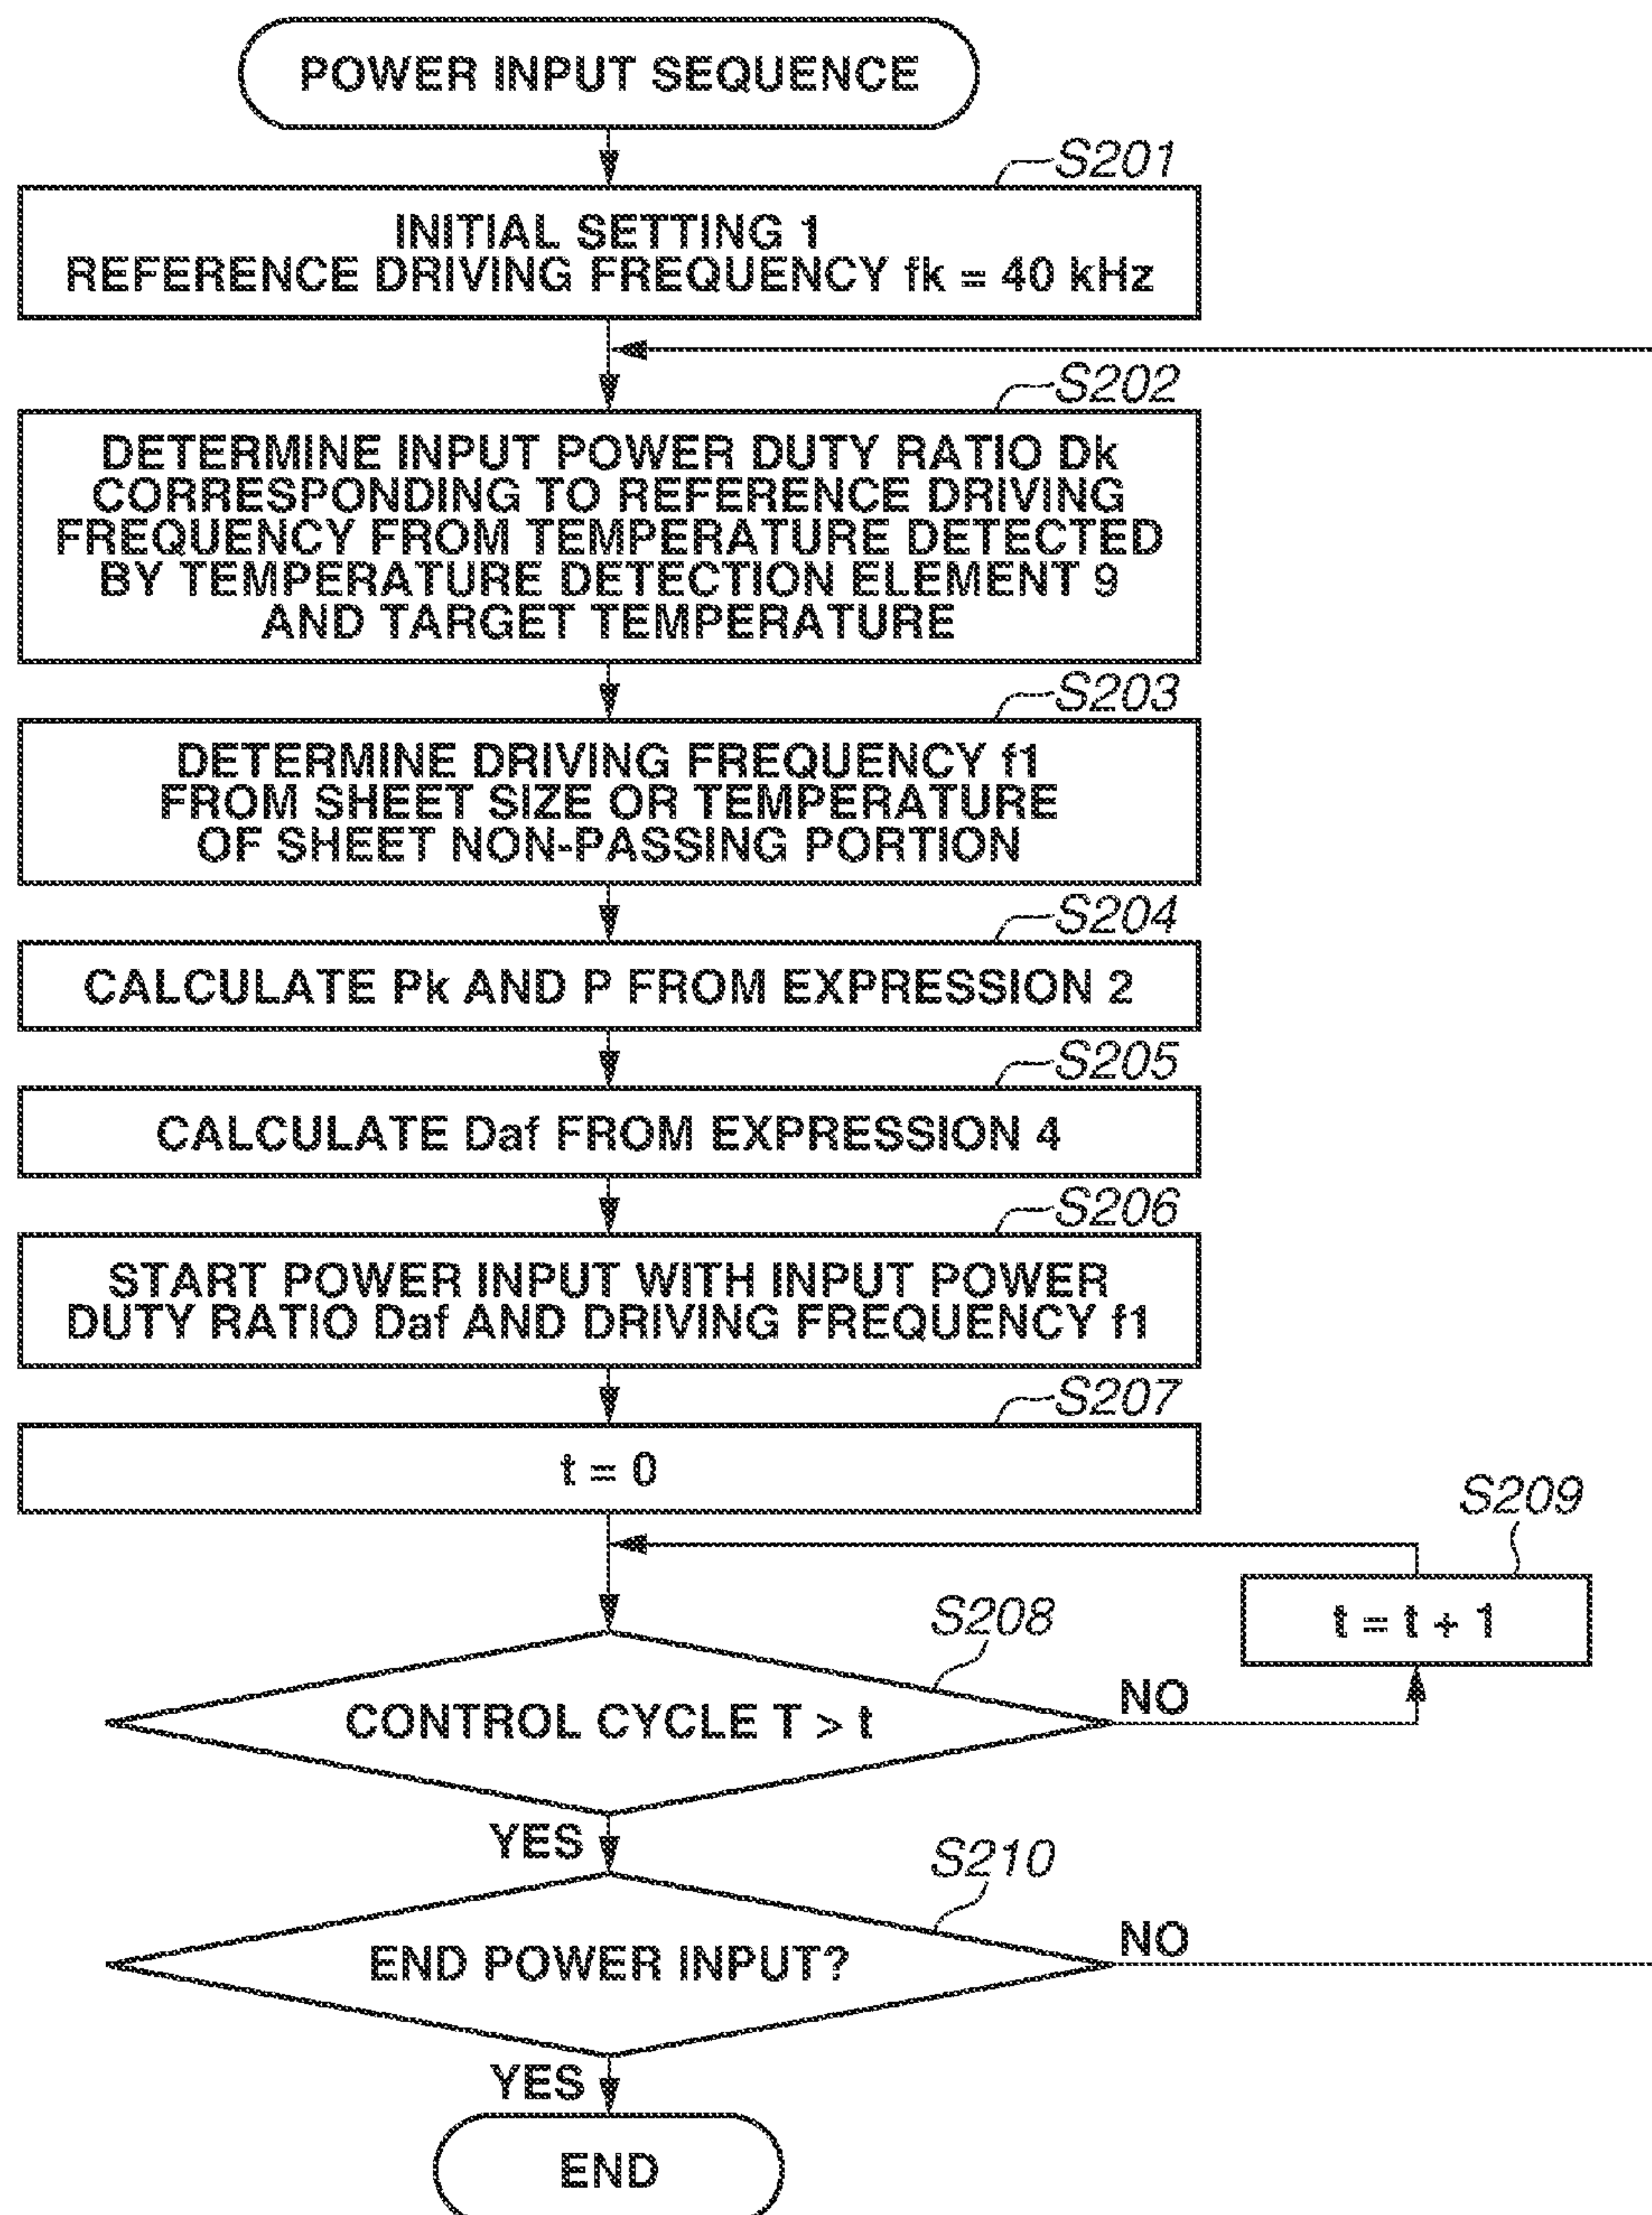 POWER INPUT SEQUENCE
S201
INITIAL SETTING 1
REFERENCE DRIVING FREQUENCY fk = 40 kHz
S202
DETERMINE INPUT POWER DUTY RATIO Dk
CORRESPONDING TO REFERENCE DRIVING
FREQUENCY FROM TEMPERATURE DETECTED
BY TEMPERATURE DETECTION ELEMENT 9
AND TARGET TEMPERATURE
S203
DETERMINE DRIVING FREQUENCY f1
FROM SHEET SIZE OR TEMPERATURE
OF SHEET NON-PASSING PORTION
S204
CALCULATE Pk AND P FROM EXPRESSION 2
S205
CALCULATE Daf FROM EXPRESSION 4
S206
START POWER INPUT WITH INPUT POWER
DUTY RATIO Daf AND DRIVING FREQUENCY f1
S207
t = 0
S209
t = t + 1
S208
CONTROL CYCLE T > t
NO
YES
S210
END POWER INPUT?
NO
YES
END